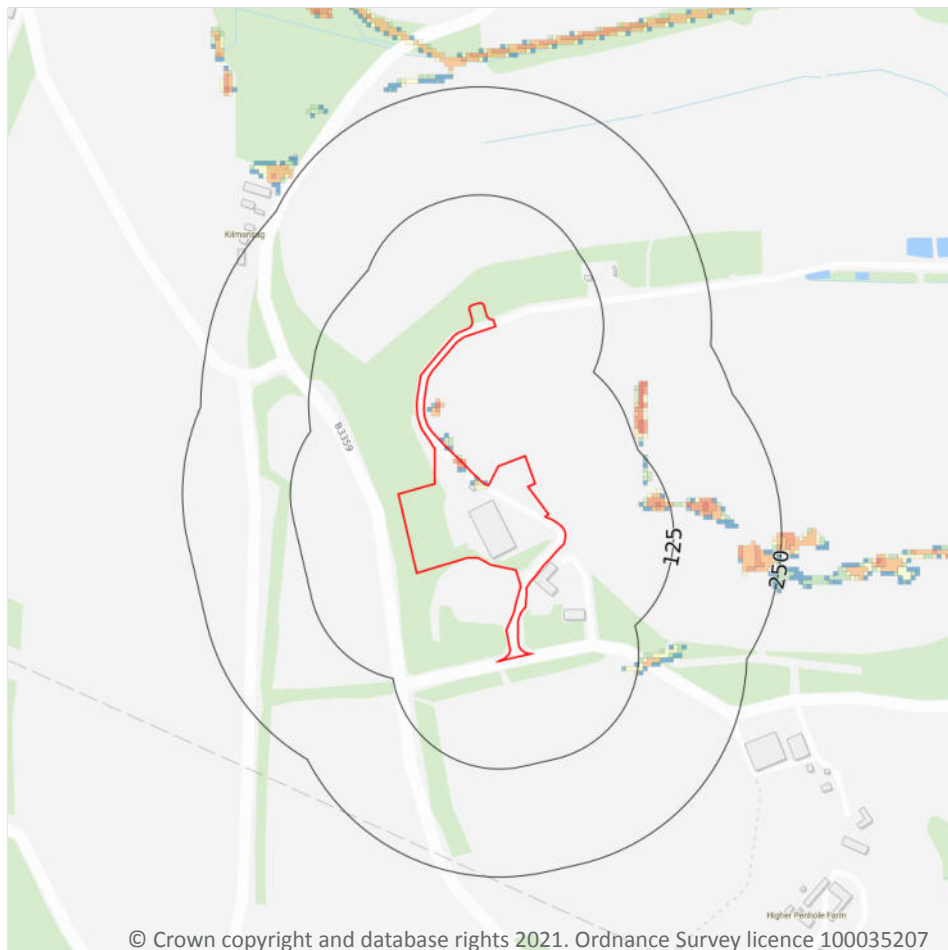 Kilmansag
B3359
125
250
Higher Penhole Farm
© Crown copyright and database rights 2021. Ordnance Survey licence 100035207